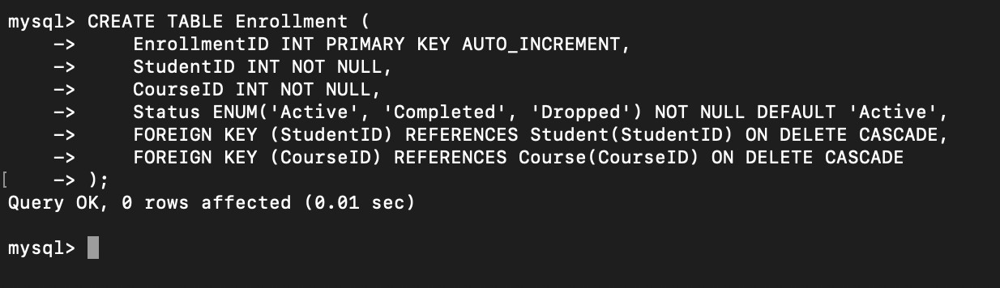 mysql> CREATE TABLE Enrollment (
    ->     EnrollmentID INT PRIMARY KEY AUTO_INCREMENT,
    ->     StudentID INT NOT NULL,
    ->     CourseID INT NOT NULL,
    ->     Status ENUM('Active', 'Completed', 'Dropped') NOT NULL DEFAULT 'Active',
    ->     FOREIGN KEY (StudentID) REFERENCES Student(StudentID) ON DELETE CASCADE,
    ->     FOREIGN KEY (CourseID) REFERENCES Course(CourseID) ON DELETE CASCADE
[    -> );
Query OK, 0 rows affected (0.01 sec)
mysql>